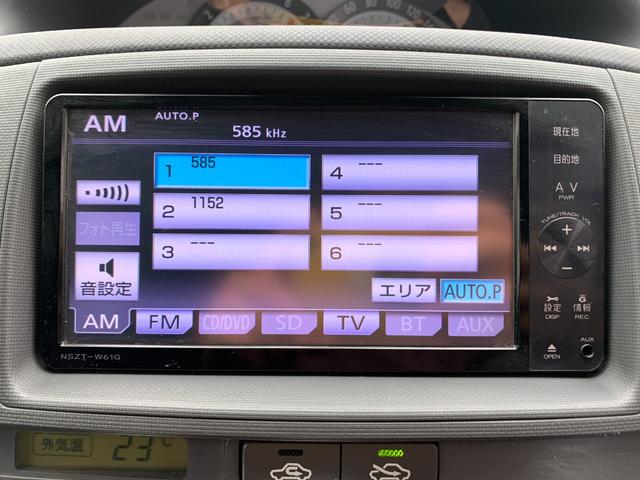 AM
AUTO.P
585 kHz
1 585
4 ---
2 1152
5 ---
3 ---
6 ---
フォト再生
音設定
エリア
AUTO.P
AM
FM
CD/DVD
SD
TV
BT
AUX
NSZT-W61G
現在地
目的地
AV
PWR
TUNE/TRACK VOL
+
-
設定
DISP
情報
REC
OPEN
AUX
外気温
23℃